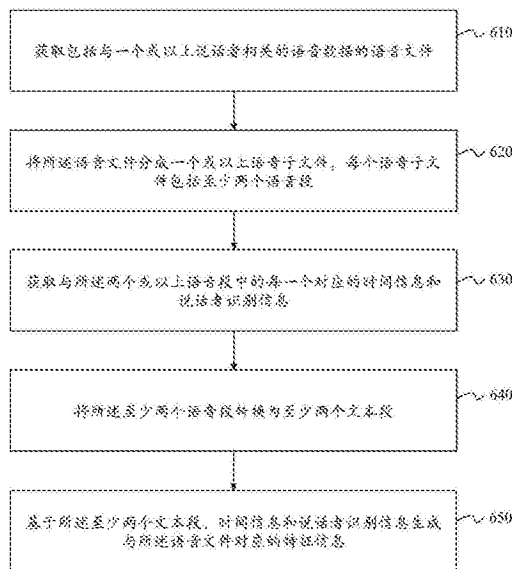 获取包括与一个或以上说话者相关的语音数据的语音文件
610
将所述语音文件分成一个或以上语音子文件，每个语音子文
件包括至少两个语音段
620
获取与所述两个或以上语音段中的每一个对应的时间信息和
说话者识别信息
630
将所述至少两个语音段转换为至少两个文本段
640
基于所述至少两个文本段、时间信息和说话者识别信息生成
与所述语音文件对应的特征信息
650